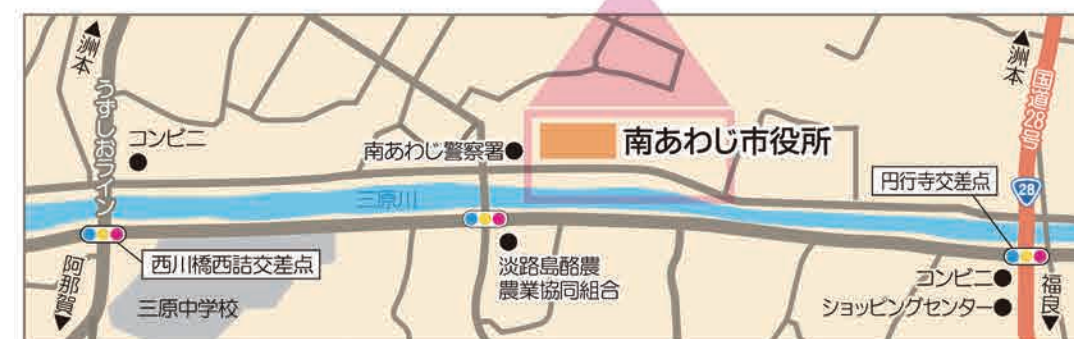 ▲洲本
うずしおライン
コンビニ
南あわじ警察署
南あわじ市役所
▲洲本
国道28号
円行寺交差点
28
三原川
西川橋西詰交差点
阿那賀▼
三原中学校
淡路島酪農
農業協同組合
コンビニ
ショッピングセンター
福良▼